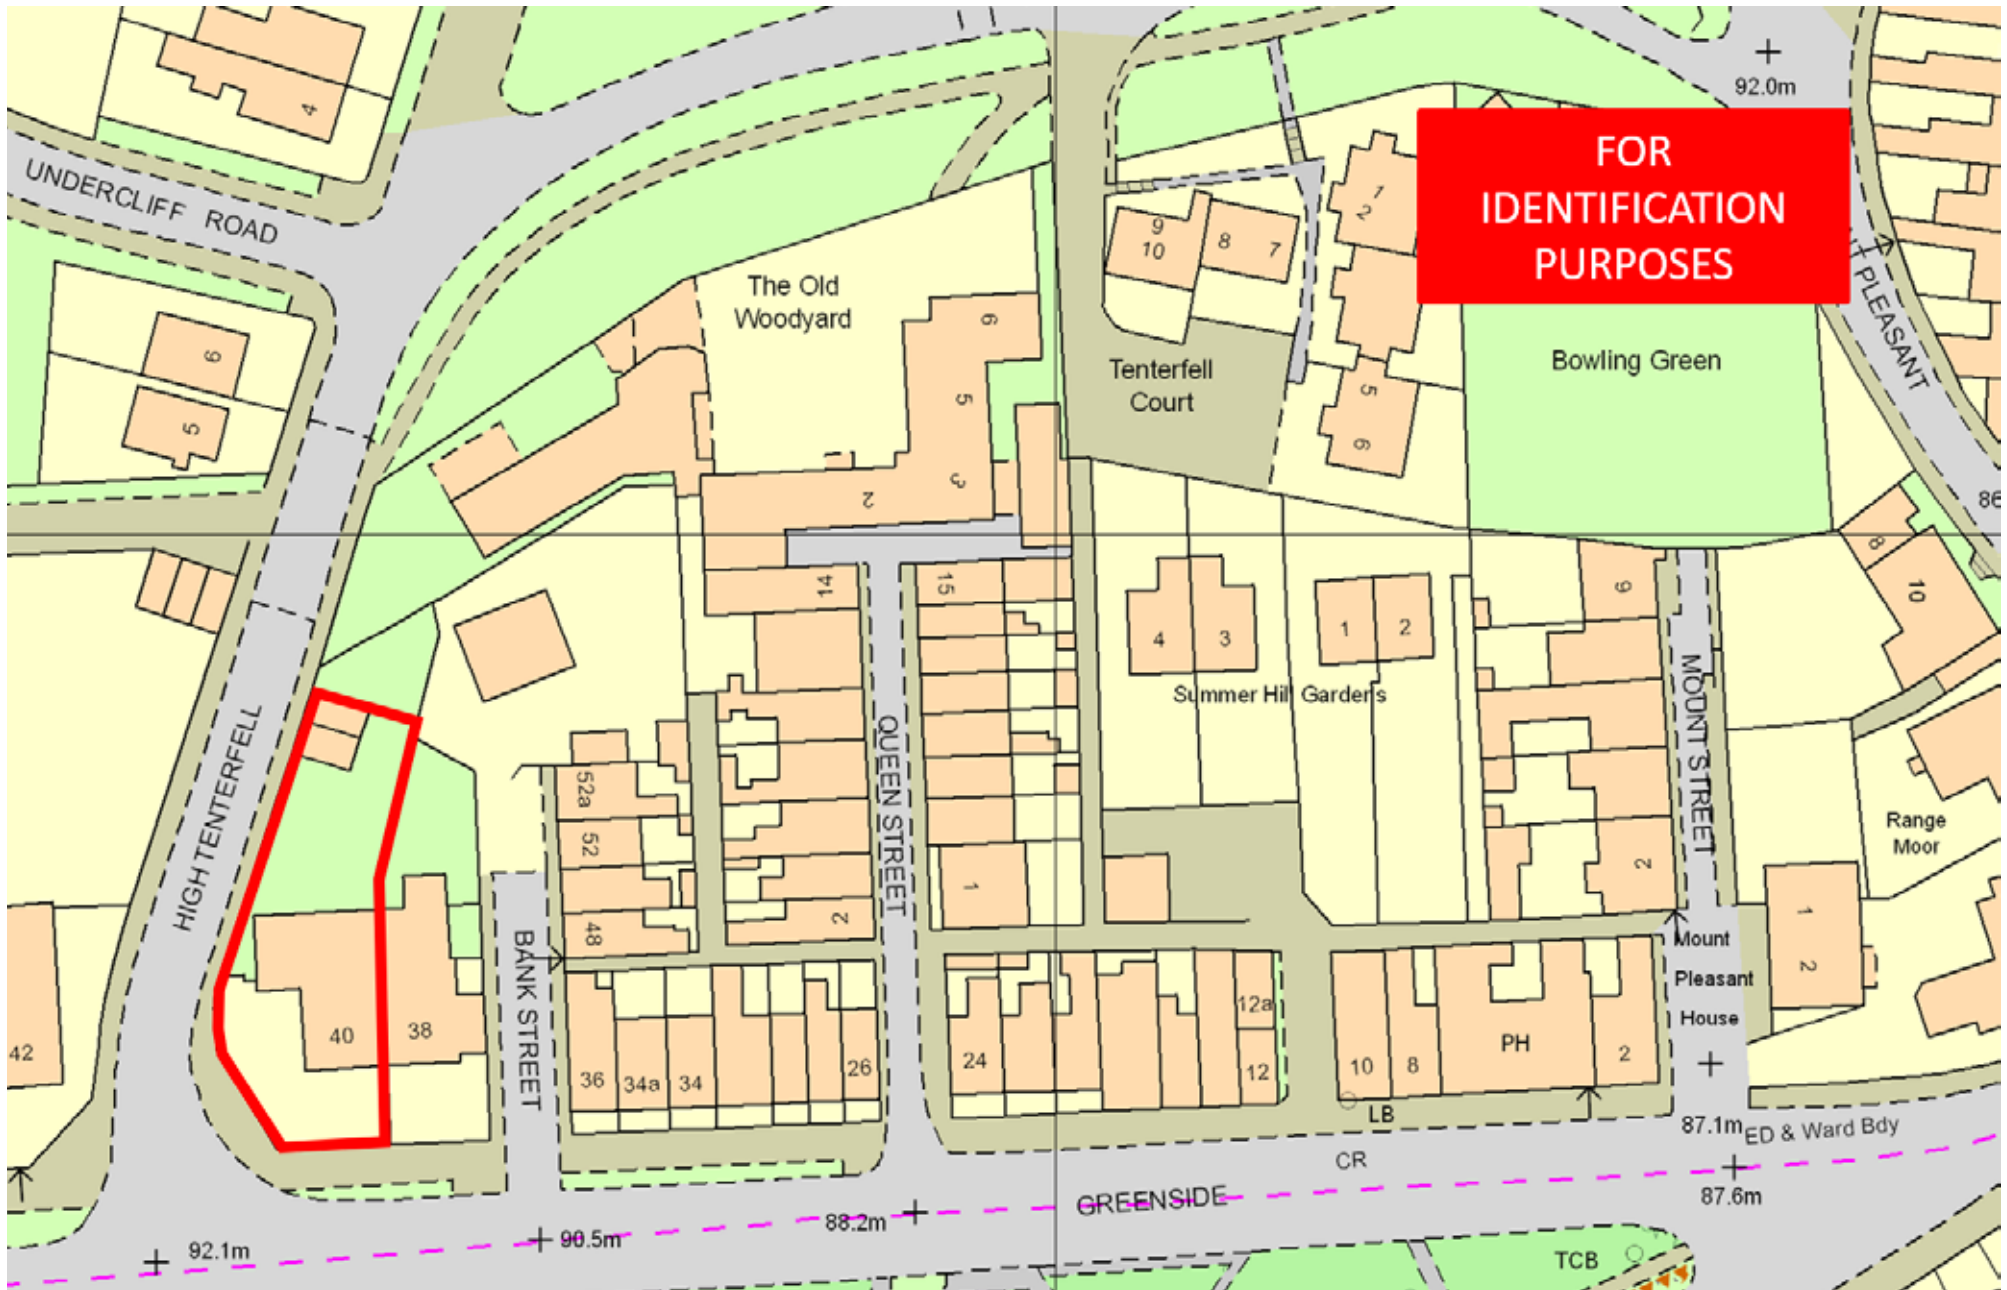 FOR
IDENTIFICATION
PURPOSES
92.0m
4
UNDERCLIFF ROAD
6
5
The Old
Woodyard
6
5
3
2
9
10
8
7
1
2
5
6
Tenterfell
Court
Bowling Green
PLEASANT
86
8
10
14
15
4
3
1
2
9
Summer Hill Gardens
MOUNT STREET
QUEEN STREET
HIGH TENTERFELL
52a
52
48
2
1
2
Range
Moor
1
2
Mount
Pleasant
House
BANK STREET
42
40
38
36
34a
34
26
24
12a
12
10
8
PH
2
LB
CR
GREENSIDE
87.1m
ED & Ward Bdy
87.6m
88.2m
90.5m
92.1m
TCB